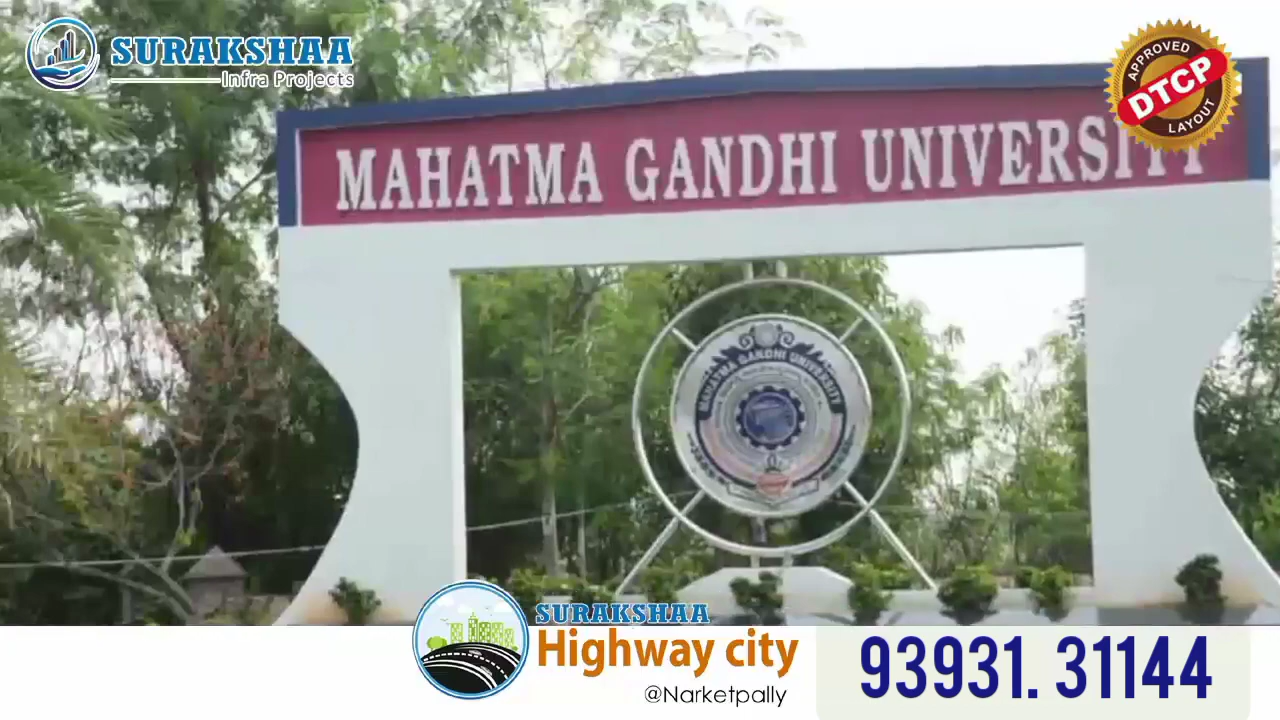 SURAKSHAA
Infra Projects
APPROVED
DTCP
LAYOUT
MAHATMA GANDHI UNIVERSITY
MAHATMA GANDHI UNIVERSITY
SURAKSHAA
Highway city
@Narketpally
93931. 31144